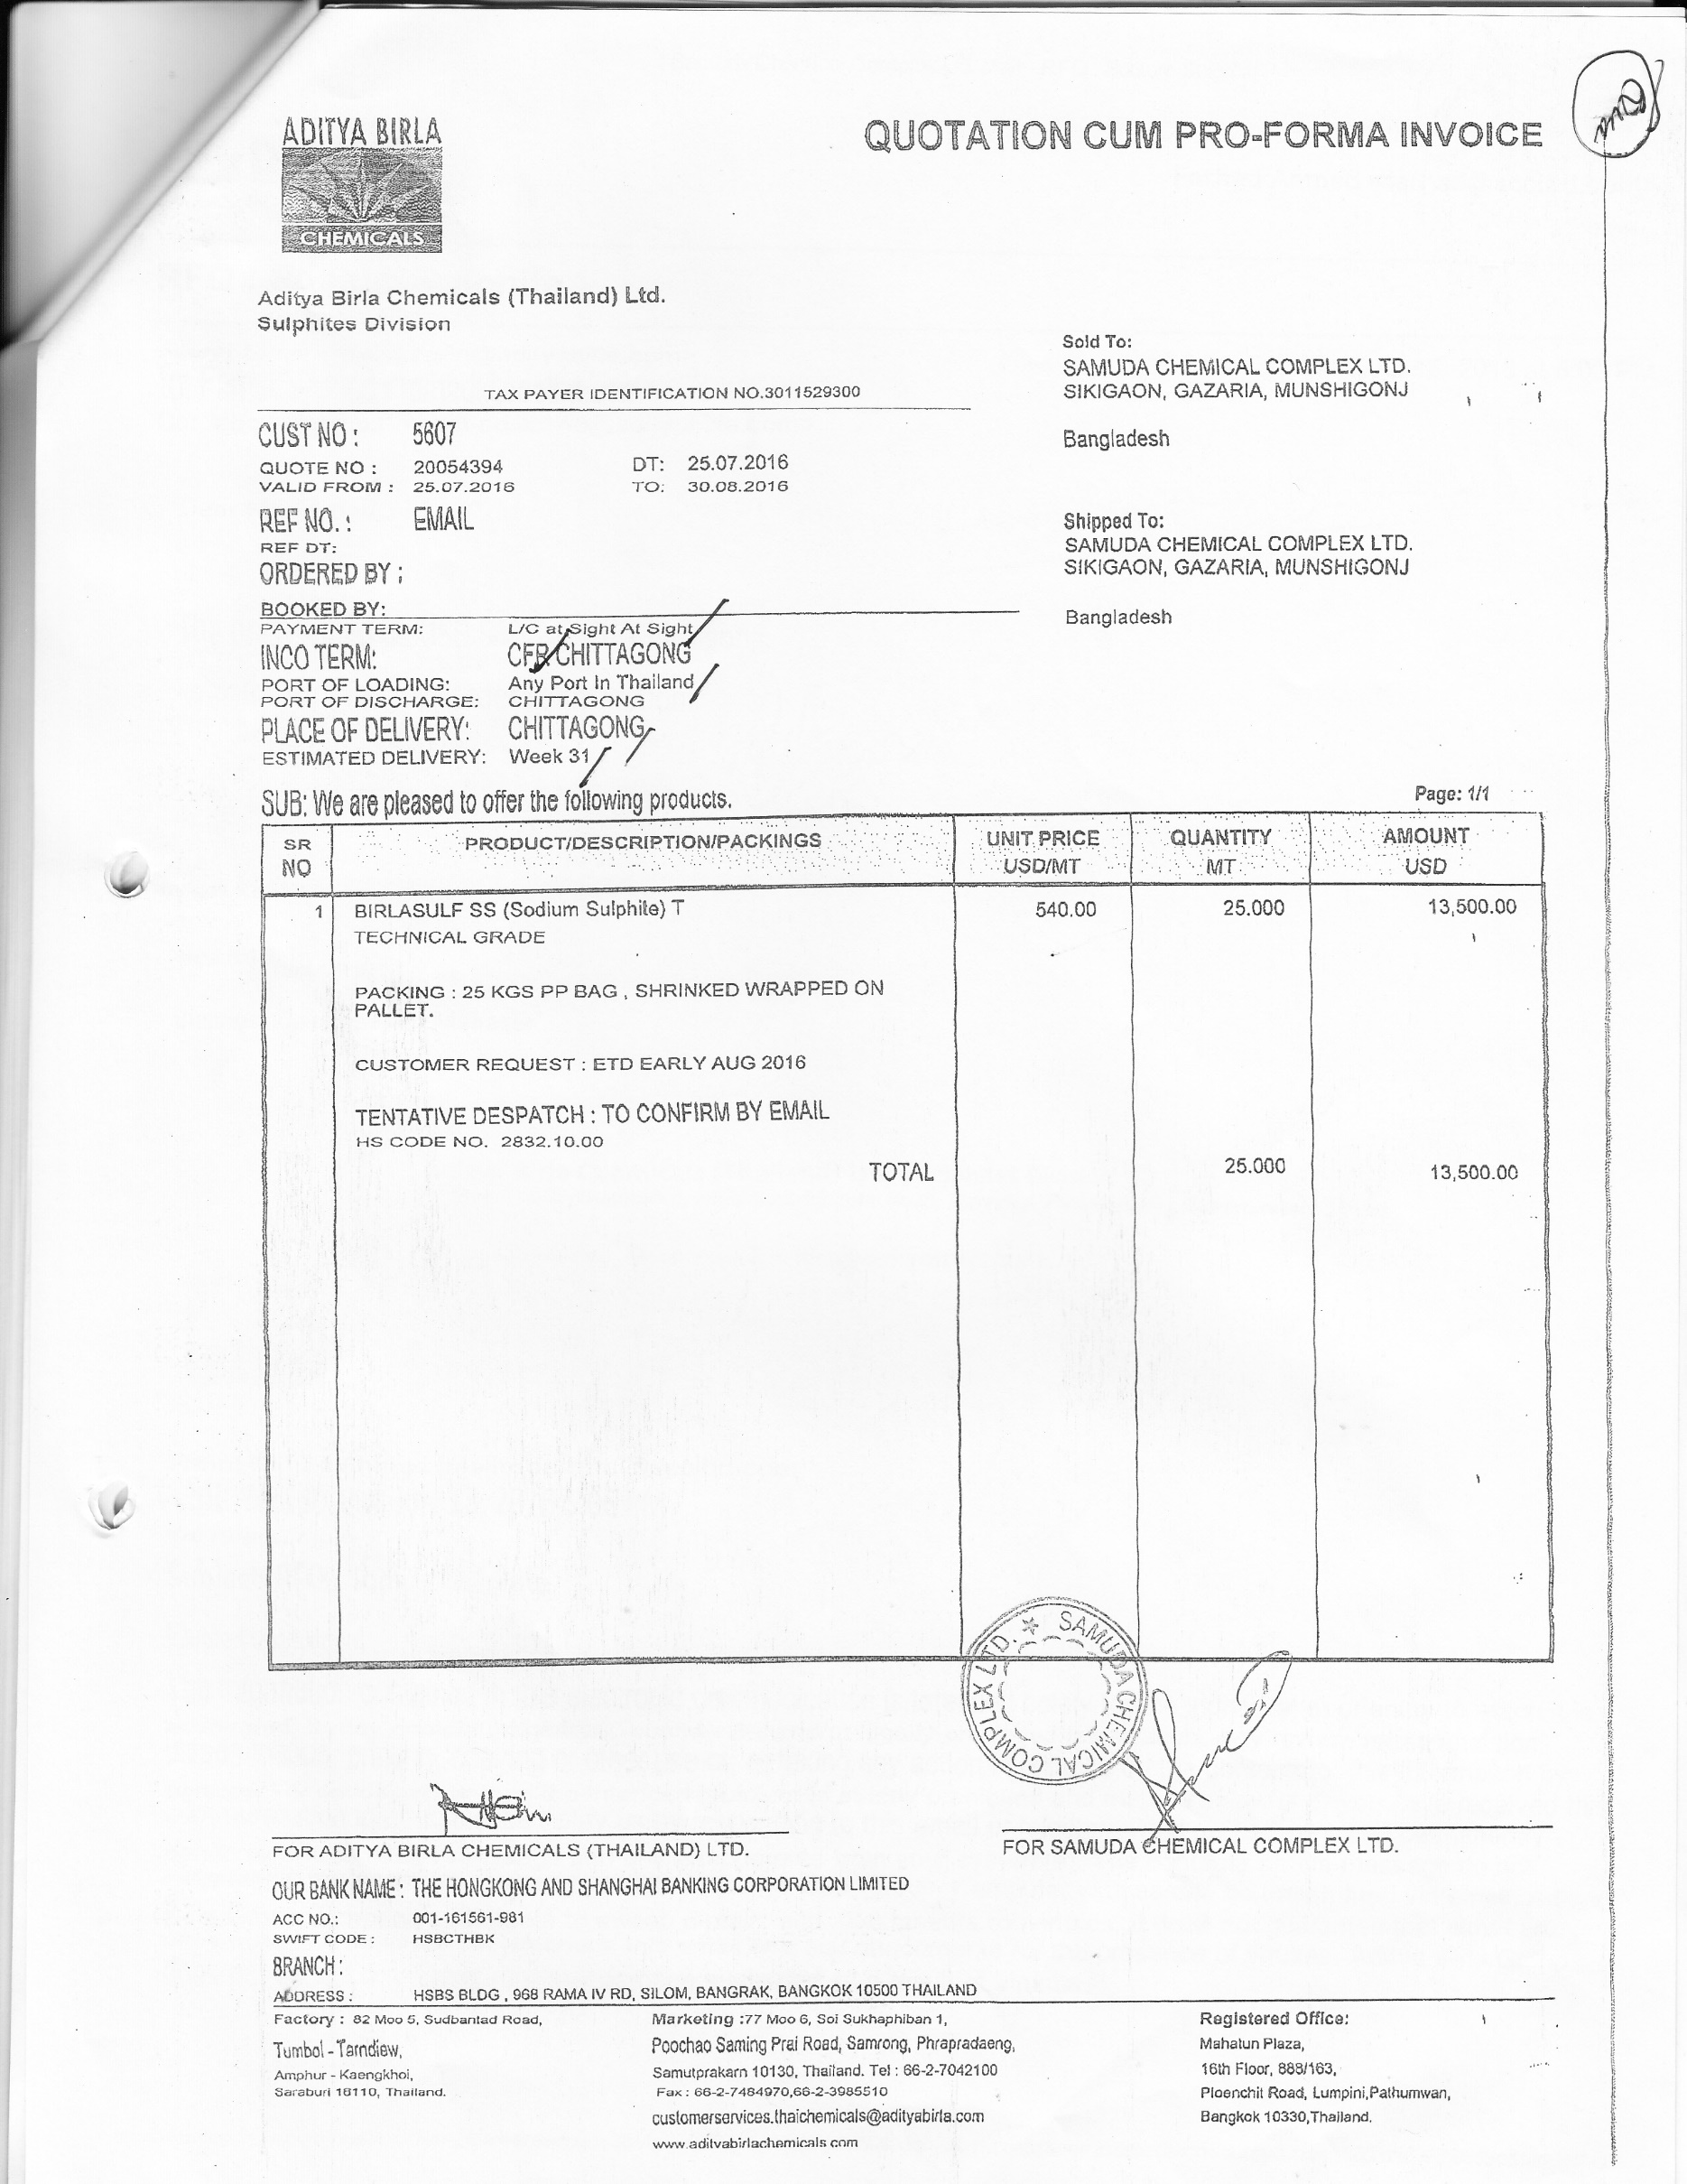 ADITYA BIRLA
CHEMICALS
QUOTATION CUM PRO-FORMA INVOICE
Aditya Birla Chemicals (Thailand) Ltd.
Sulphites Division
TAX PAYER IDENTIFICATION NO.3011529300
CUST NO : 5607
QUOTE NO : 20054394 DT: 25.07.2016
VALID FROM : 25.07.2016 TO: 30.08.2016
REF NO. : EMAIL
REF DT:
ORDERED BY :
BOOKED BY:
Sold To:
SAMUDA CHEMICAL COMPLEX LTD.
SIKIGAON, GAZARIA, MUNSHIGONJ
Bangladesh
Shipped To:
SAMUDA CHEMICAL COMPLEX LTD.
SIKIGAON, GAZARIA, MUNSHIGONJ
Bangladesh
PAYMENT TERM: L/C at Sight At Sight
INCO TERM: CFR CHITTAGONG
PORT OF LOADING: Any Port In Thailand
PORT OF DISCHARGE: CHITTAGONG
PLACE OF DELIVERY: CHITTAGONG
ESTIMATED DELIVERY: Week 31
SUB: We are pleased to offer the following products.
Page: 1/1
SR NO PRODUCT/DESCRIPTION/PACKINGS UNIT PRICE USD/MT QUANTITY MT AMOUNT USD
1 BIRLASULF SS (Sodium Sulphite) T 540.00 25.000 13,500.00
TECHNICAL GRADE
PACKING : 25 KGS PP BAG , SHRINKED WRAPPED ON
PALLET.
CUSTOMER REQUEST : ETD EARLY AUG 2016
TENTATIVE DESPATCH : TO CONFIRM BY EMAIL
HS CODE NO. 2832.10.00
TOTAL 25.000 13,500.00
SAMUDA CHEMICAL COMPLEX LTD. *
FOR ADITYA BIRLA CHEMICALS (THAILAND) LTD.
FOR SAMUDA CHEMICAL COMPLEX LTD.
OUR BANK NAME : THE HONGKONG AND SHANGHAI BANKING CORPORATION LIMITED
ACC NO.: 001-161561-981
SWIFT CODE : HSBCTHBK
BRANCH :
ADDRESS : HSBS BLDG , 968 RAMA IV RD, SILOM, BANGRAK, BANGKOK 10500 THAILAND
Factory : 82 Moo 5, Sudbantad Road,
Tumbol - Tarndiew,
Amphur - Kaengkhoi,
Saraburi 18110, Thailand.
Marketing :77 Moo 6, Soi Sukhaphiban 1,
Poochao Saming Prai Road, Samrong, Phrapradaeng,
Samutprakarn 10130, Thailand. Tel : 66-2-7042100
Fax : 66-2-7484970,66-2-3985510
customerservices.thaichemicals@adityabirla.com
www.adityabirlachemicals.com
Registered Office:
Mahatun Plaza,
16th Floor, 888/163,
Ploenchit Road, Lumpini,Pathumwan,
Bangkok 10330,Thailand.